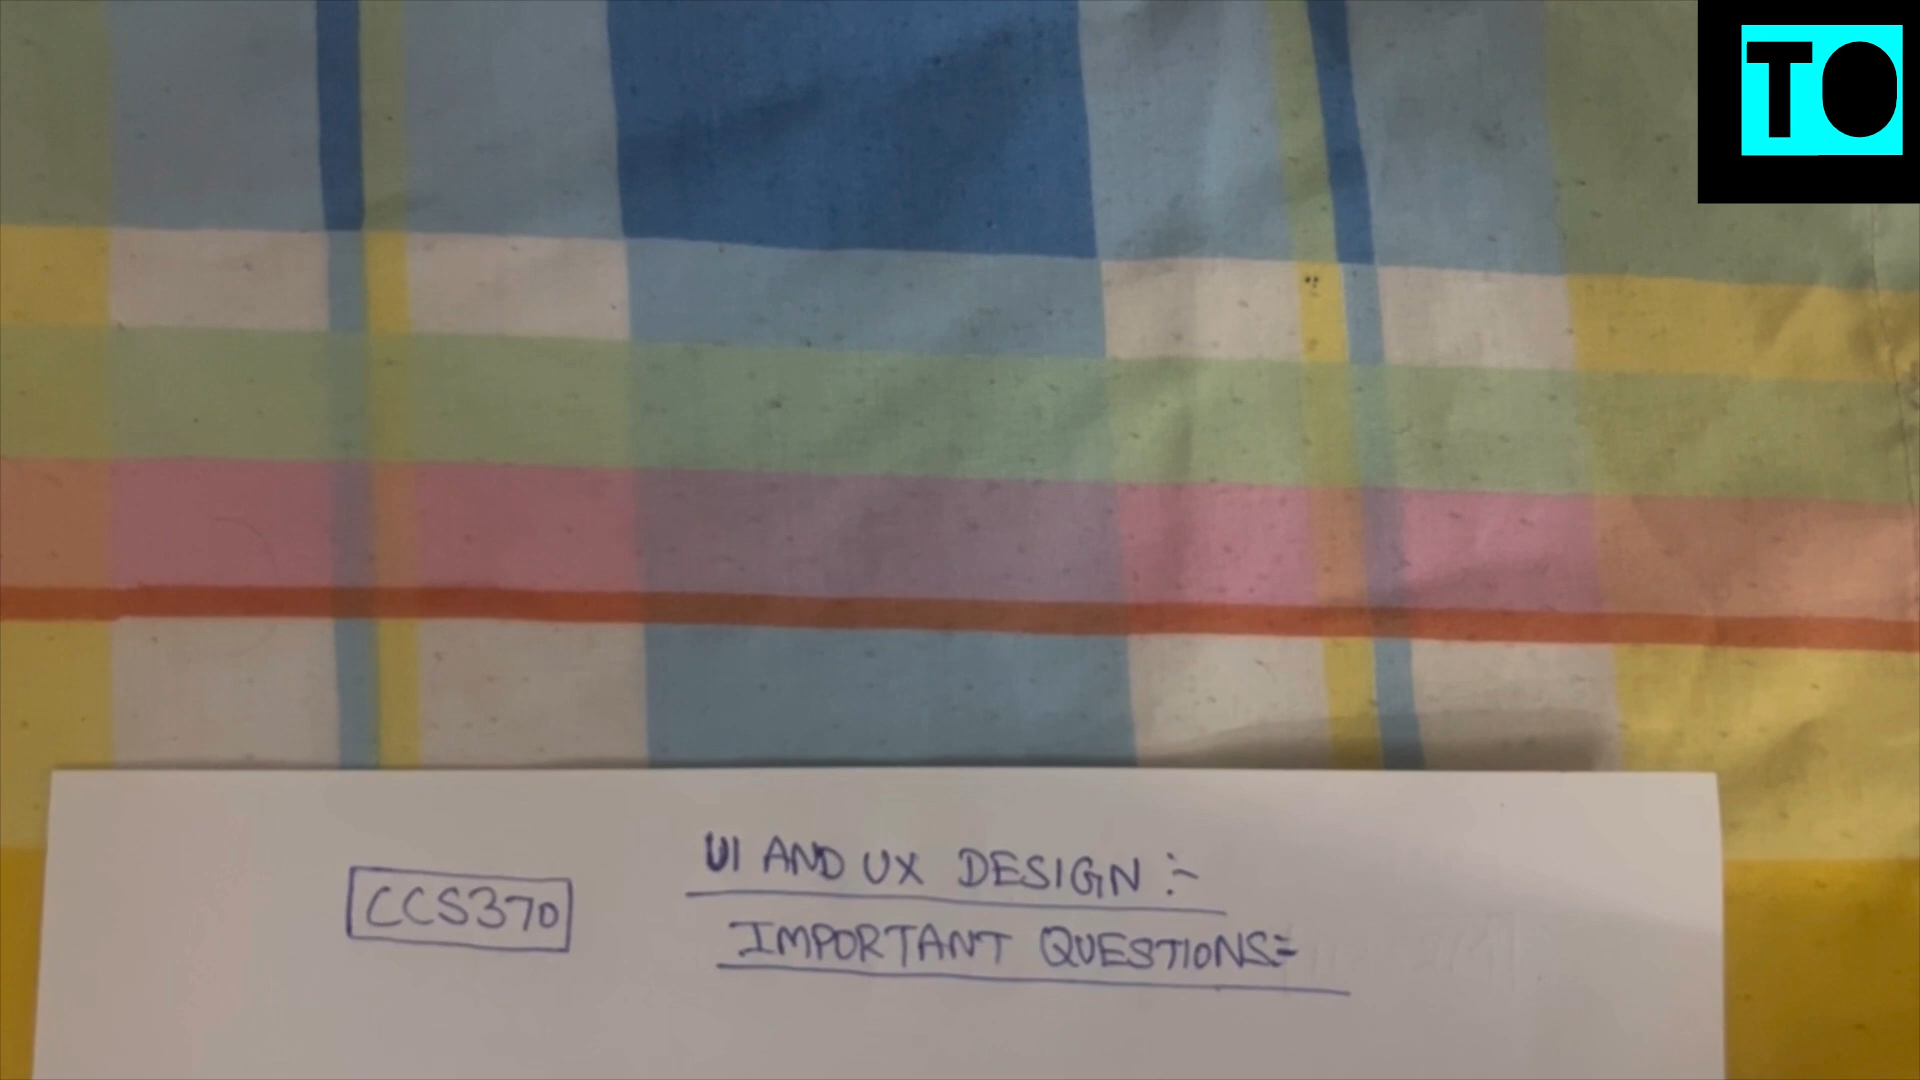 TO
UI AND UX DESIGN :-
CCS370
IMPORTANT QUESTIONS:-